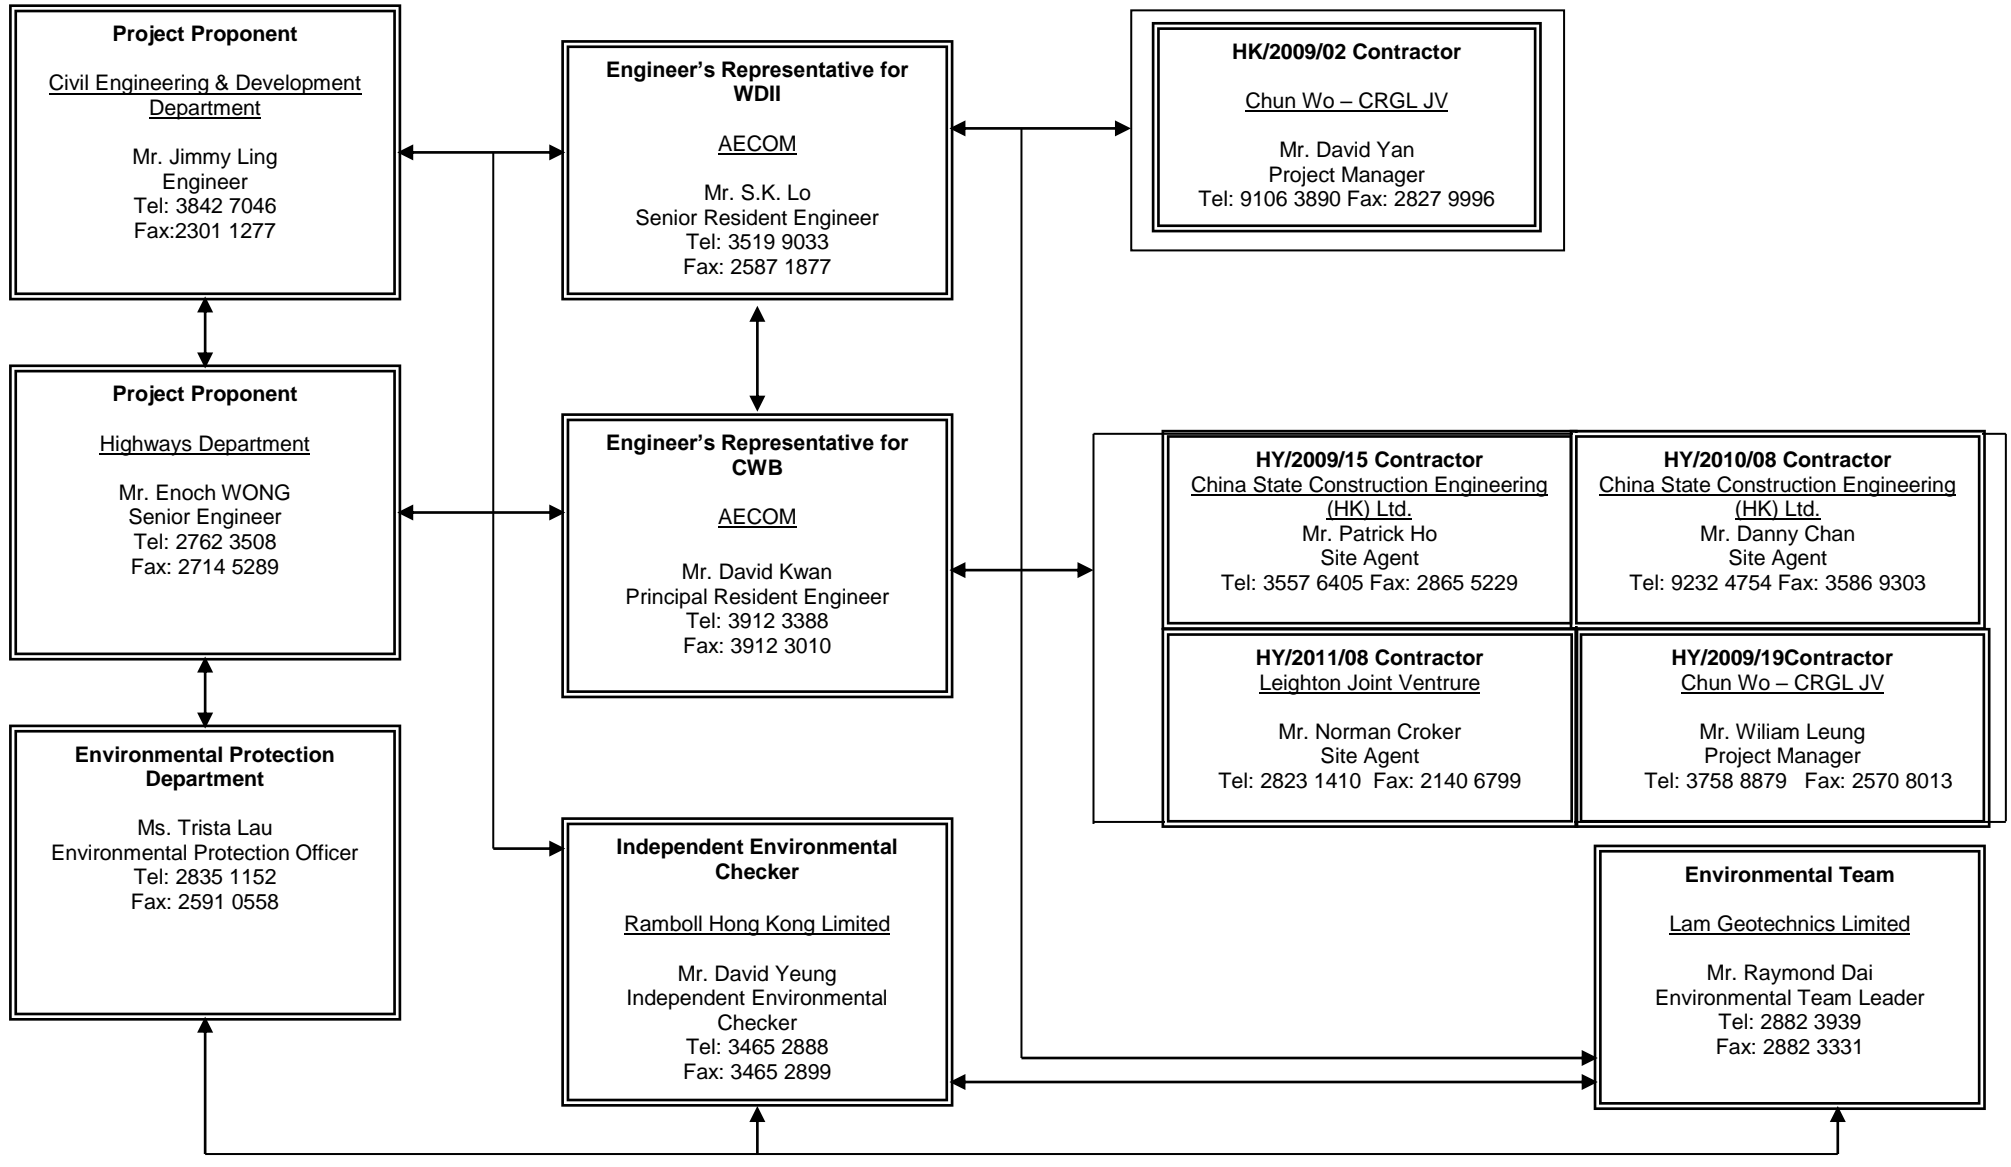 Project Proponent
Civil Engineering & Development
Department
Mr. Jimmy Ling
Engineer
Tel: 3842 7046
Fax:2301 1277
Engineer’s Representative for
WDII
AECOM
Mr. S.K. Lo
Senior Resident Engineer
Tel: 3519 9033
Fax: 2587 1877
HK/2009/02 Contractor
Chun Wo – CRGL JV
Mr. David Yan
Project Manager
Tel: 9106 3890 Fax: 2827 9996
Project Proponent
Highways Department
Mr. Enoch WONG
Senior Engineer
Tel: 2762 3508
Fax: 2714 5289
Engineer’s Representative for
CWB
AECOM
Mr. David Kwan
Principal Resident Engineer
Tel: 3912 3388
Fax: 3912 3010
HY/2009/15 Contractor
China State Construction Engineering
(HK) Ltd.
Mr. Patrick Ho
Site Agent
Tel: 3557 6405 Fax: 2865 5229
HY/2010/08 Contractor
China State Construction Engineering
(HK) Ltd.
Mr. Danny Chan
Site Agent
Tel: 9232 4754 Fax: 3586 9303
HY/2011/08 Contractor
Leighton Joint Ventrure
Mr. Norman Croker
Site Agent
Tel: 2823 1410  Fax: 2140 6799
HY/2009/19Contractor
Chun Wo – CRGL JV
Mr. Wiliam Leung
Project Manager
Tel: 3758 8879   Fax: 2570 8013
Environmental Protection
Department
Ms. Trista Lau
Environmental Protection Officer
Tel: 2835 1152
Fax: 2591 0558
Independent Environmental
Checker
Ramboll Hong Kong Limited
Mr. David Yeung
Independent Environmental
Checker
Tel: 3465 2888
Fax: 3465 2899
Environmental Team
Lam Geotechnics Limited
Mr. Raymond Dai
Environmental Team Leader
Tel: 2882 3939
Fax: 2882 3331